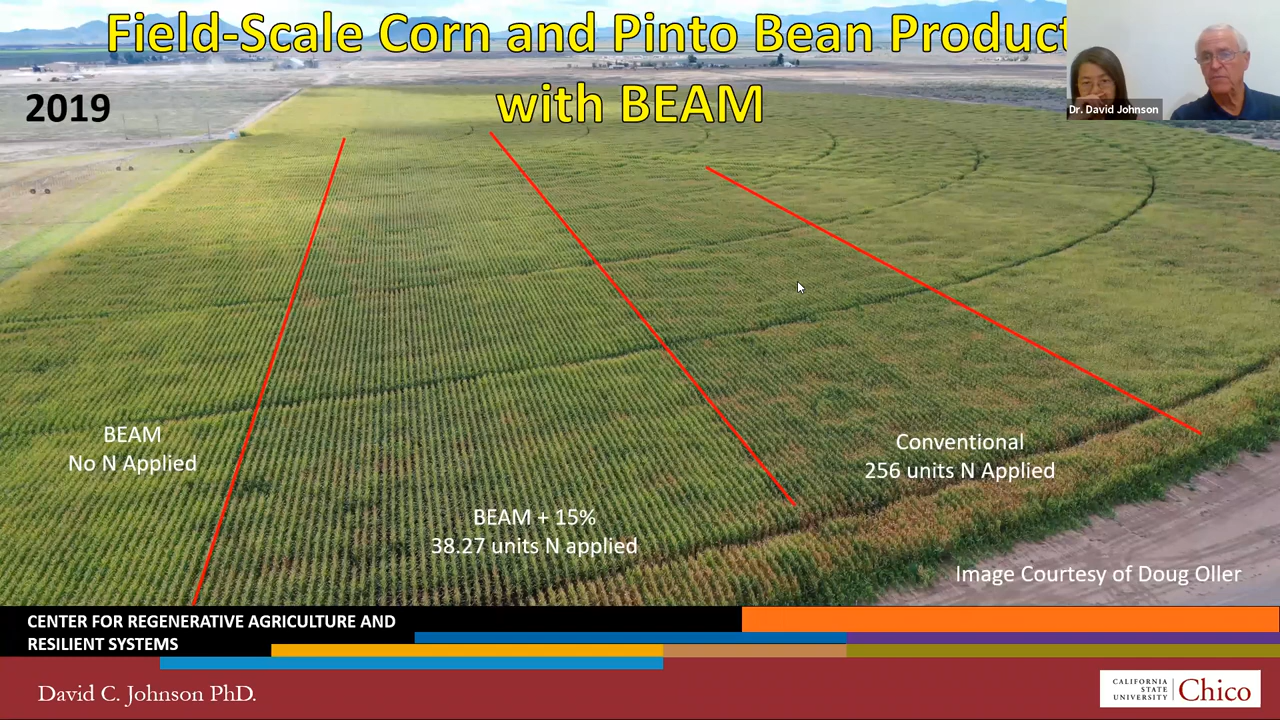 Field-Scale Corn and Pinto Bean Product
with BEAM
2019
Dr. David Johnson
BEAM
No N Applied
BEAM + 15%
38.27 units N applied
Conventional
256 units N Applied
Image Courtesy of Doug Oller
CENTER FOR REGENERATIVE AGRICULTURE AND
RESILIENT SYSTEMS
David C. Johnson PhD.
CALIFORNIA
STATE
UNIVERSITY
Chico